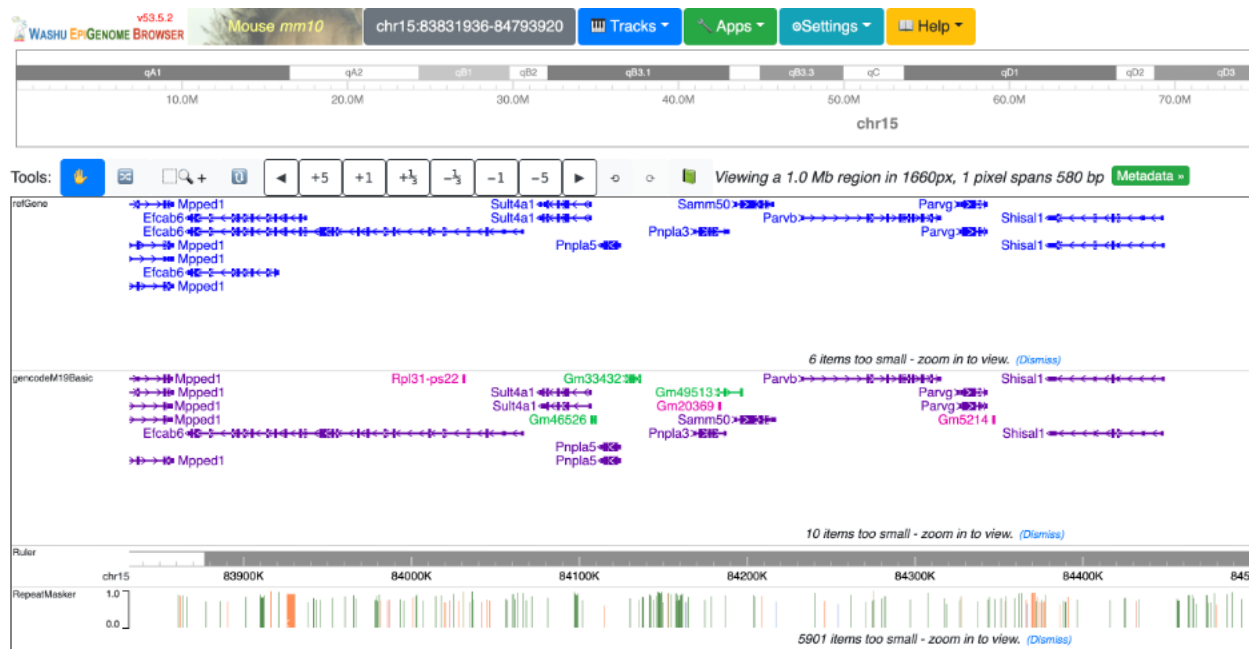 v53.5.2
WASHU EPIGENOME BROWSER
Mouse mm10
chr15:83831936-84793920
Tracks
Apps
Settings
Help
qA1 qA2 qB1 qB2 qB3.1 qB3.3 qC qD1 qD2 qD3
10.0M 20.0M 30.0M 40.0M 50.0M 60.0M 70.0M
chr15
Tools: + ◄ +5 +1 +⅓ -⅓ -1 -5 ► Viewing a 1.0 Mb region in 1660px, 1 pixel spans 580 bp Metadata »
refGene
Mpped1 Sult4a1 Samm50 Parvg
Efcab6 Sult4a1 Parvb Shisal1
Efcab6 Pnpla3 Parvg
Mpped1 Pnpla5 Shisal1
Mpped1
Efcab6
Mpped1
6 items too small - zoom in to view. (Dismiss)
gencodeM19Basic
Mpped1 Rpl31-ps22 Gm33432 Parvb Shisal1
Mpped1 Sult4a1 Gm49513 Parvg
Mpped1 Sult4a1 Gm20369 Parvg
Mpped1 Gm46526 Samm50 Gm5214
Efcab6 Pnpla3 Shisal1
Pnpla5
Mpped1 Pnpla5
10 items too small - zoom in to view. (Dismiss)
Ruler
chr15 83900K 84000K 84100K 84200K 84300K 84400K
RepeatMasker 1.0
0.0
5901 items too small - zoom in to view. (Dismiss)